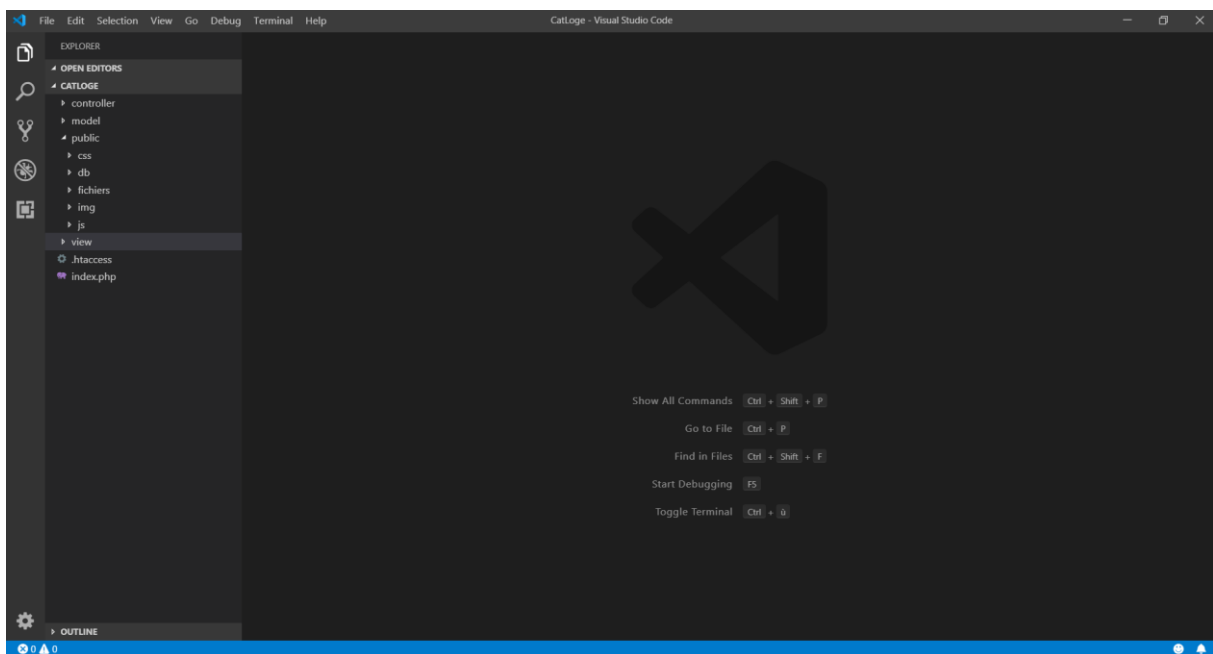 File Edit Selection View Go Debug Terminal Help
CatLoge - Visual Studio Code
EXPLORER
OPEN EDITORS
CATLOGE
controller
model
public
css
db
fichiers
img
js
view
.htaccess
index.php
Show All Commands Ctrl + Shift + P
Go to File Ctrl + P
Find in Files Ctrl + Shift + F
Start Debugging F5
Toggle Terminal Ctrl + ù
OUTLINE
0 0